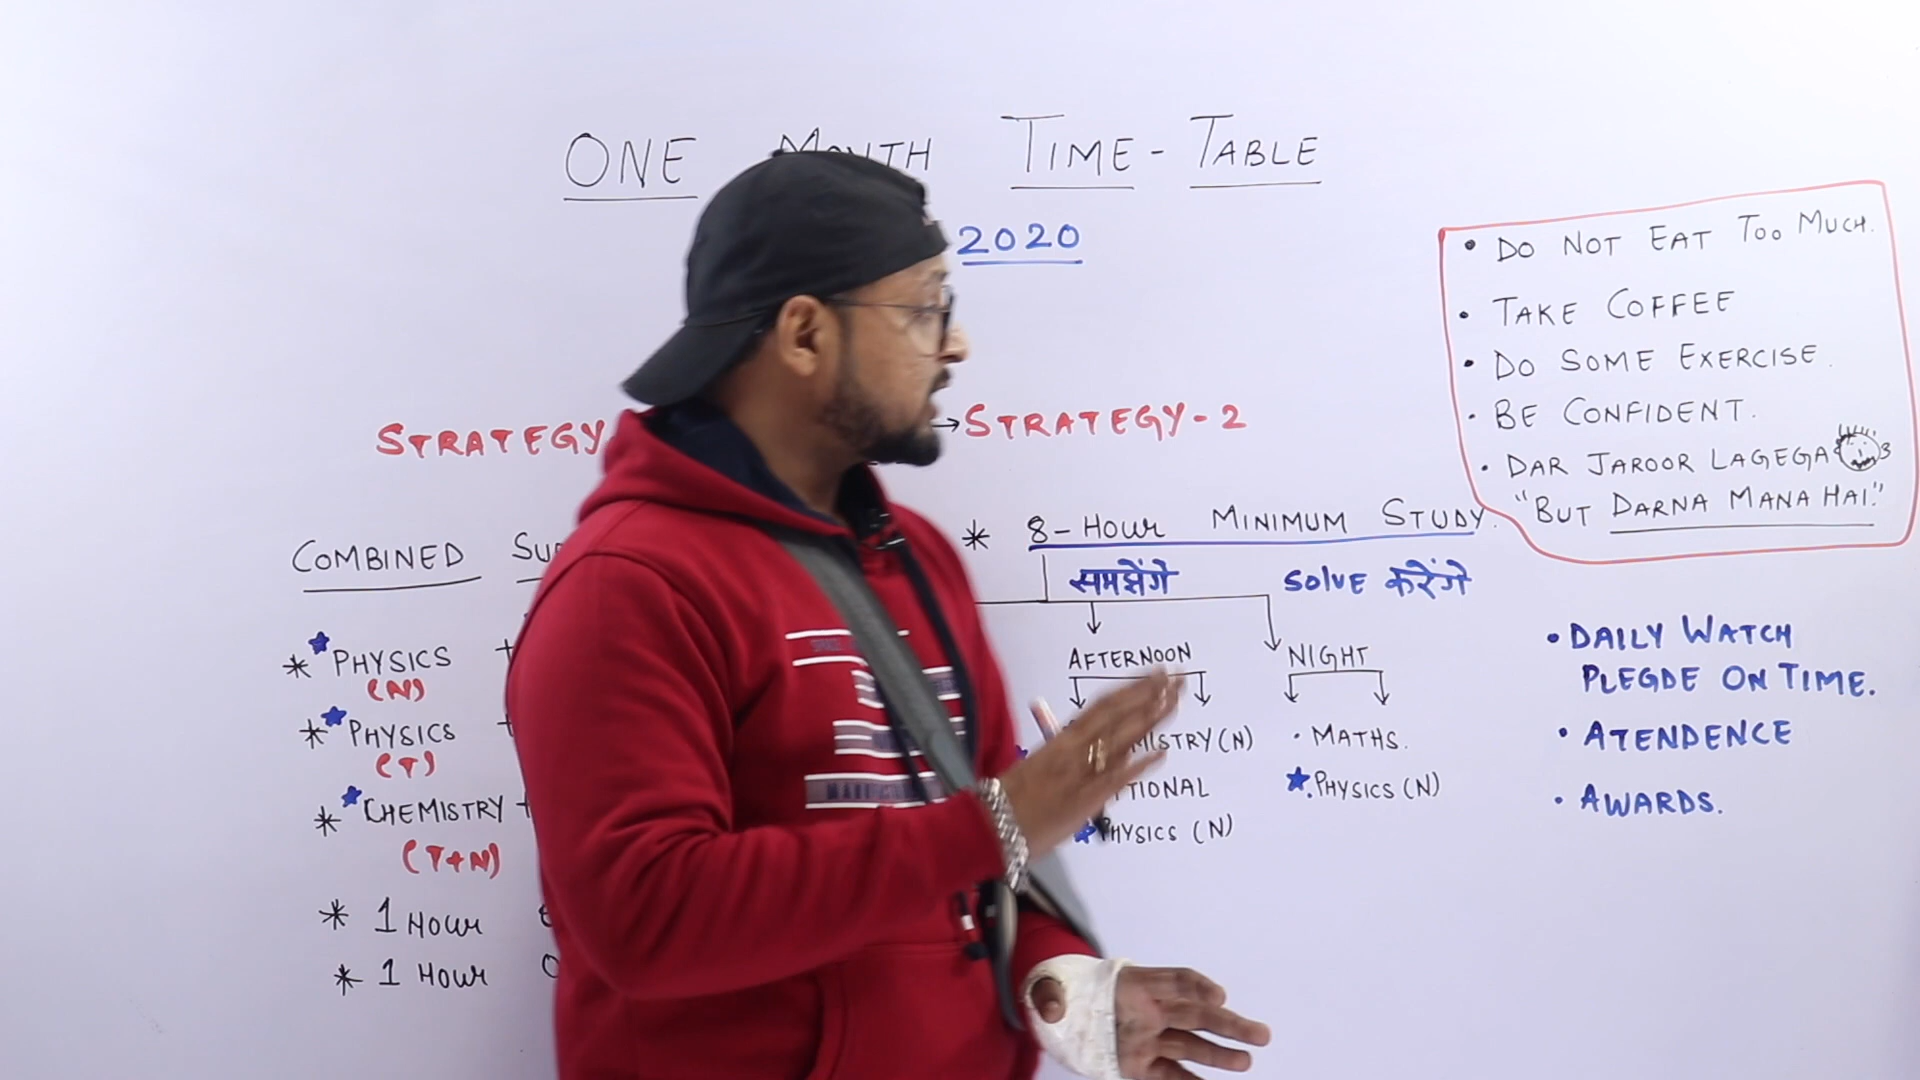 ONE MONTH TIME-TABLE
2020
• DO NOT EAT TOO MUCH.
• TAKE COFFEE
• DO SOME EXERCISE.
• BE CONFIDENT.
• DAR JAROOR LAGEGA
"BUT DARNA MANA HAI."
STRATEGY
→ STRATEGY-2
COMBINED
* PHYSICS +
(N)
* PHYSICS +
(T)
* CHEMISTRY +
(T+N)
* 1 HOUR
* 1 HOUR
* 8-HOUR MINIMUM STUDY.
समझेंगे
SOLVE करेंगे
AFTERNOON
(N)
PHYSICS (N)
NIGHT
• MATHS.
PHYSICS (N)
• DAILY WATCH
PLEGDE ON TIME.
• ATENDENCE
• AWARDS.